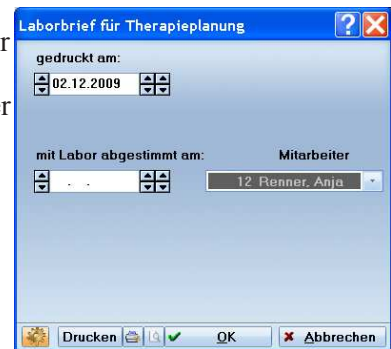 Laborbrief für Therapieplanung
r
gedruckt am:
02.12.2009
er
mit Labor abgestimmt am:
Mitarbeiter
. .
12 Renner, Anja
Drucken
OK
Abbrechen